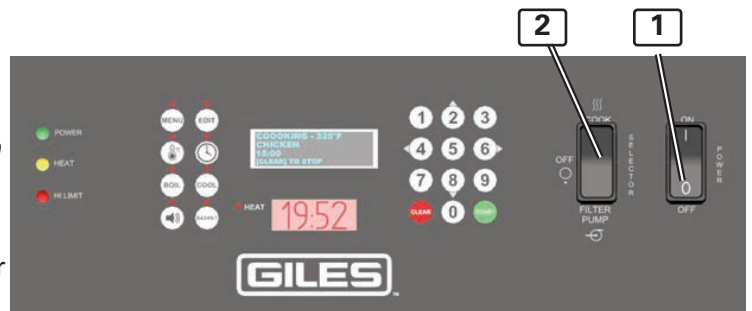 2
1
COOK
ON
POWER
HEAT
HI LIMIT
MENU
EDIT
BOIL
COOL
BASKET
CGOOKING - 325°F
CHICKEN
15:00
[CLEAR] TO STOP
HEAT
19:52
1 2 3
4 5 6
7 8 9
CLEAR 0 START
OFF
SELECTOR
FILTER
PUMP
POWER
0
OFF
GILES
r